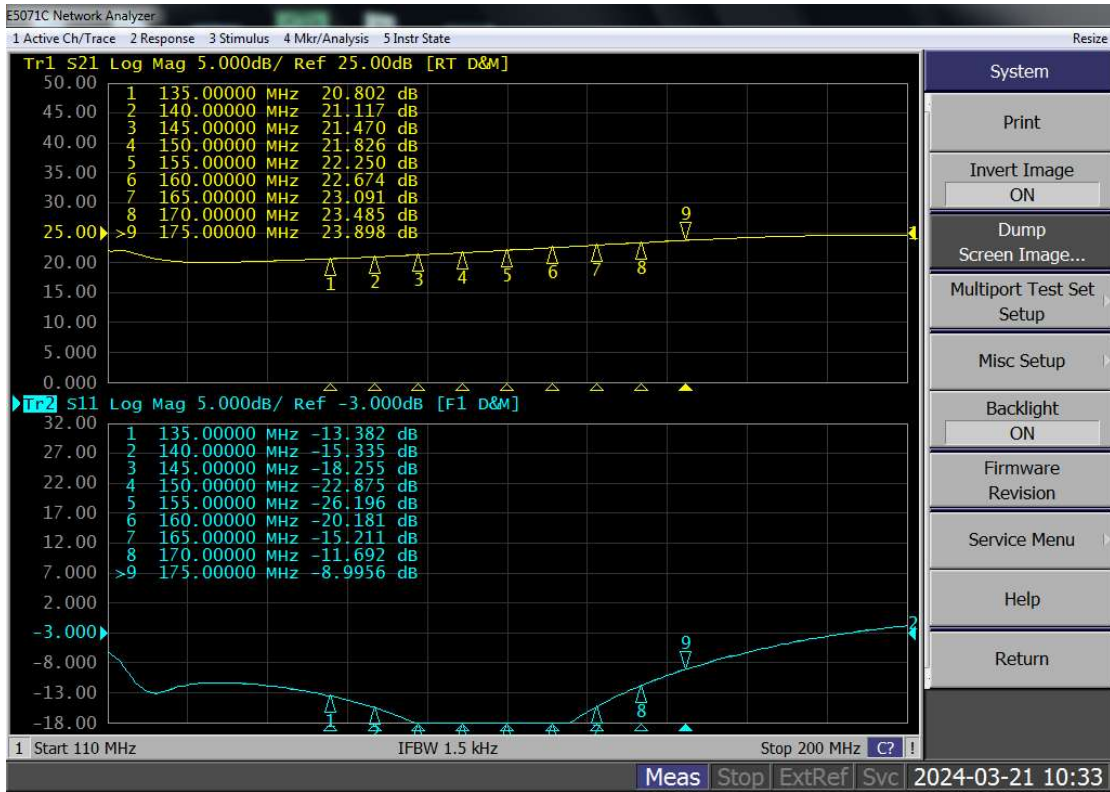 E5071C Network Analyzer
1 Active Ch/Trace 2 Response 3 Stimulus 4 Mkr/Analysis 5 Instr State Resize
Tr1 S21 Log Mag 5.000dB/ Ref 25.00dB [RT D&M]
50.00
45.00
40.00
35.00
30.00
25.00
20.00
15.00
10.00
5.000
0.000
1 135.00000 MHz 20.802 dB
2 140.00000 MHz 21.117 dB
3 145.00000 MHz 21.470 dB
4 150.00000 MHz 21.826 dB
5 155.00000 MHz 22.250 dB
6 160.00000 MHz 22.674 dB
7 165.00000 MHz 23.091 dB
8 170.00000 MHz 23.485 dB
>9 175.00000 MHz 23.898 dB
1 2 3 4 5 6 7 8 9
1
Tr2 S11 Log Mag 5.000dB/ Ref -3.000dB [F1 D&M]
32.00
27.00
22.00
17.00
12.00
7.000
2.000
-3.000
-8.000
-13.00
-18.00
1 135.00000 MHz -13.382 dB
2 140.00000 MHz -15.335 dB
3 145.00000 MHz -18.255 dB
4 150.00000 MHz -22.875 dB
5 155.00000 MHz -26.196 dB
6 160.00000 MHz -20.181 dB
7 165.00000 MHz -15.211 dB
8 170.00000 MHz -11.692 dB
>9 175.00000 MHz -8.9956 dB
1 8 9
2
1 Start 110 MHz IFBW 1.5 kHz Stop 200 MHz C? !
System
Print
Invert Image
ON
Dump
Screen Image...
Multiport Test Set
Setup
Misc Setup
Backlight
ON
Firmware
Revision
Service Menu
Help
Return
Meas Stop ExtRef Svc 2024-03-21 10:33